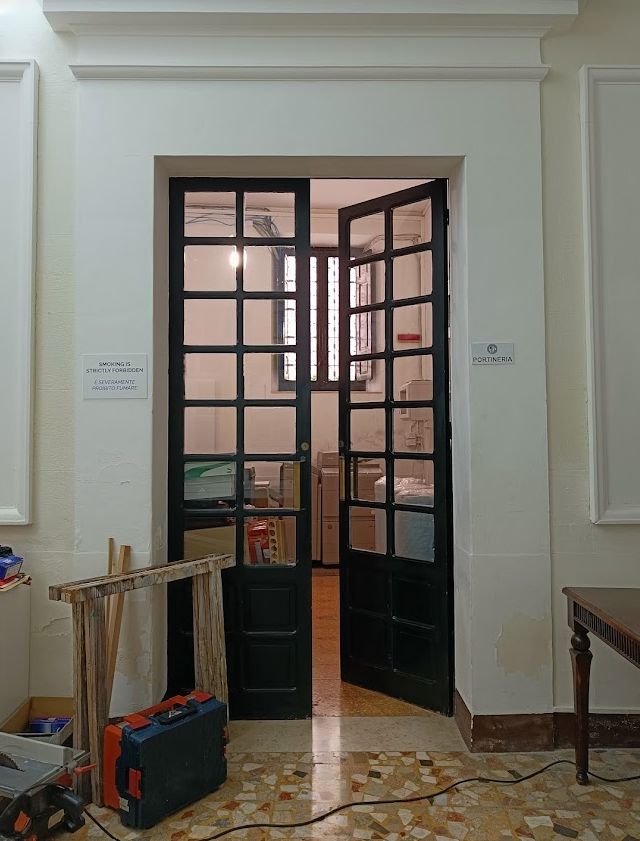 SMOKING IS
STRICTLY FORBIDDEN
È SEVERAMENTE
PROIBITO FUMARE
PORTINERIA